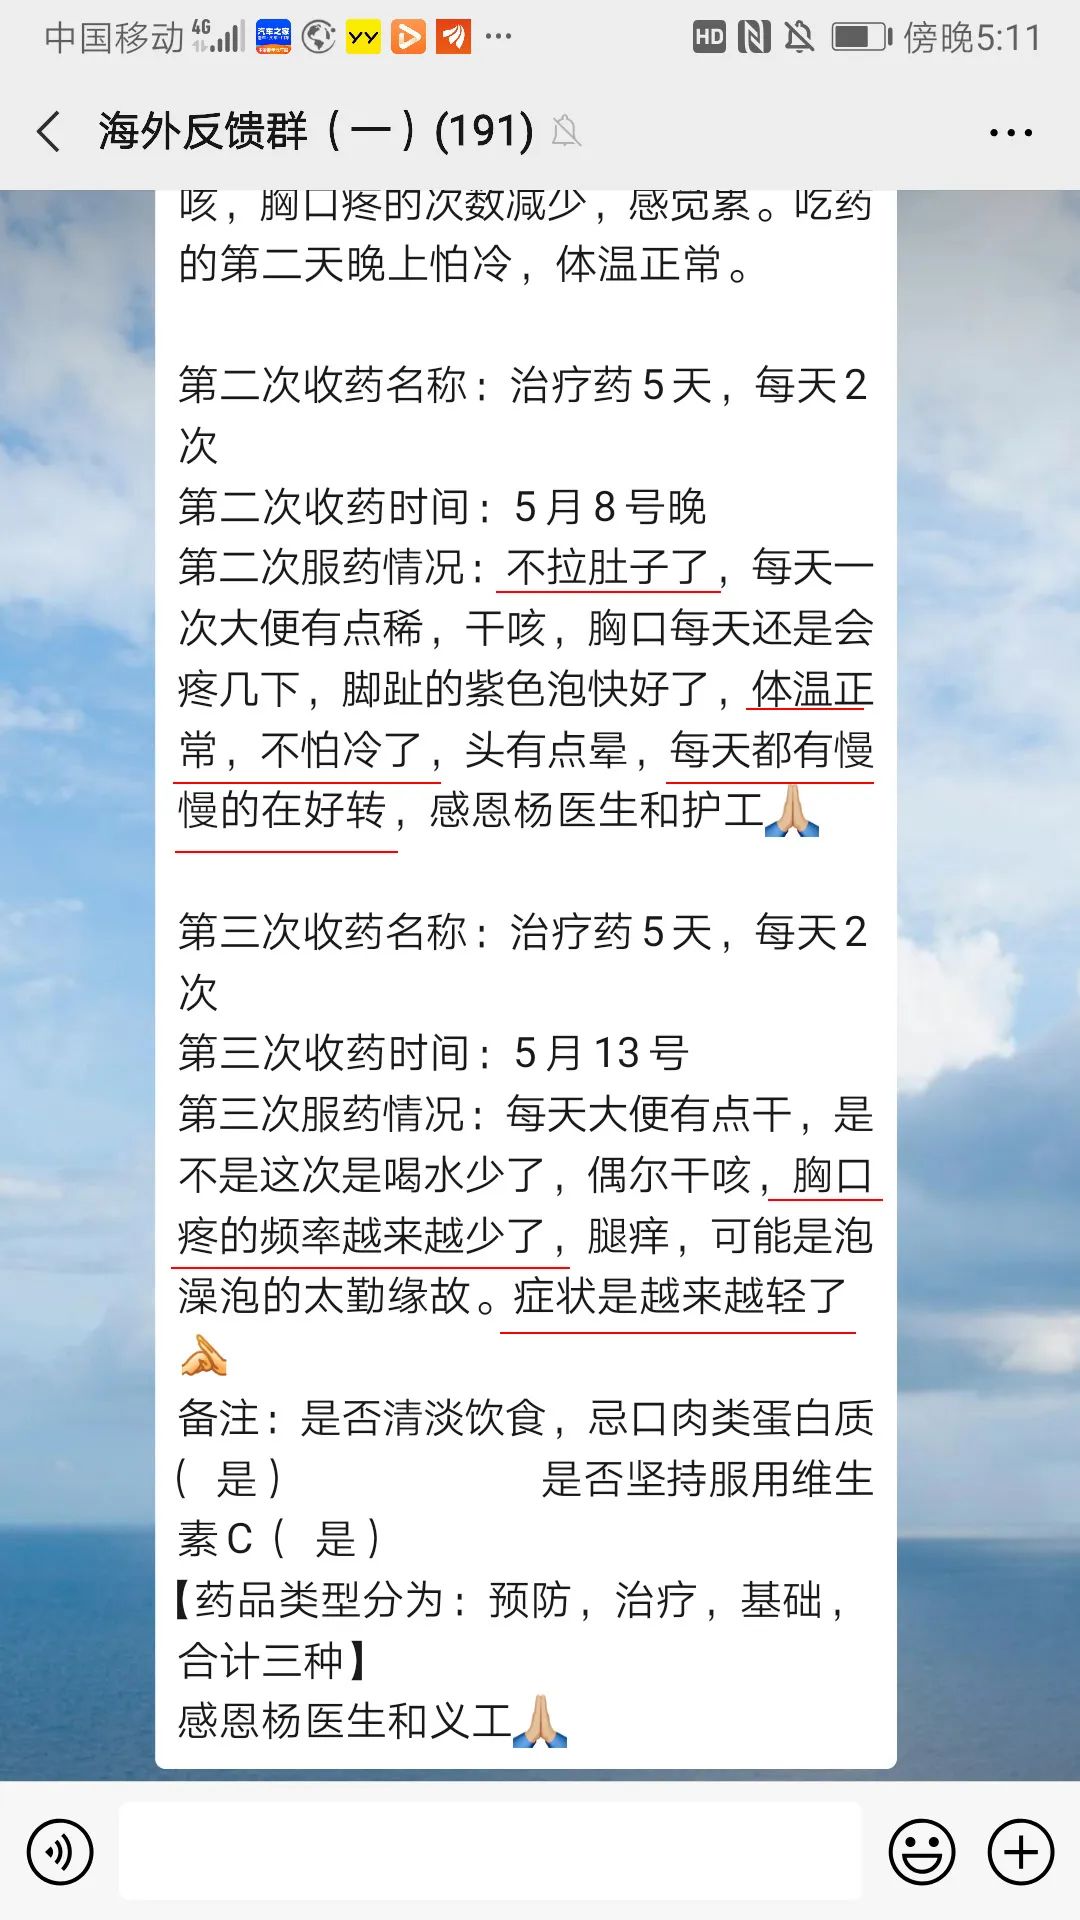 中国移动 4G 汽车之家 YY HD 傍晚5:11
海外反馈群（一）(191)
咳，胸口疼的次数减少，感觉累。吃药
的第二天晚上怕冷，体温正常。
第二次收药名称：治疗药5天，每天2
次
第二次收药时间：5月8号晚
第二次服药情况：不拉肚子了，每天一
次大便有点稀，干咳，胸口每天还是会
疼几下，脚趾的紫色泡快好了，体温正
常，不怕冷了，头有点晕，每天都有慢
慢的在好转，感恩杨医生和护工🙏🏼
第三次收药名称：治疗药5天，每天2
次
第三次收药时间：5月13号
第三次服药情况：每天大便有点干，是
不是这次是喝水少了，偶尔干咳，胸口
疼的频率越来越少了，腿痒，可能是泡
澡泡的太勤缘故。症状是越来越轻了
备注：是否清淡饮食，忌口肉类蛋白质
（ 是） 是否坚持服用维生
素C（ 是）
【药品类型分为：预防，治疗，基础，
合计三种】
感恩杨医生和义工🙏🏼